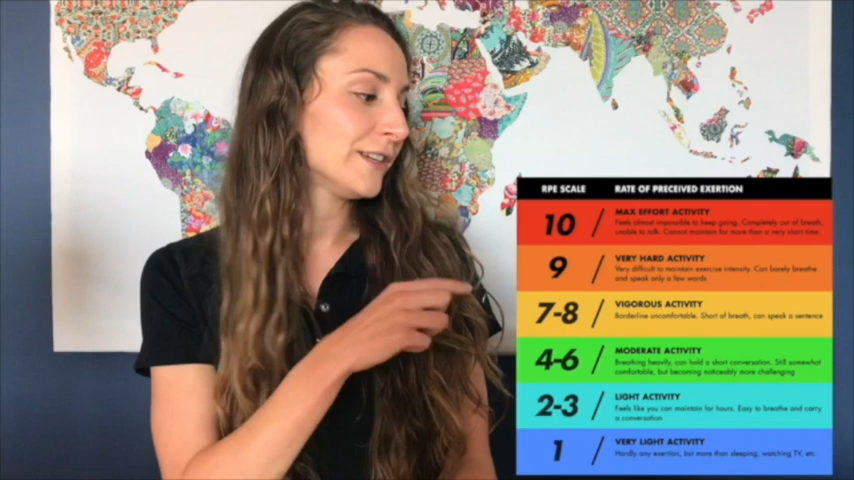 RPE SCALE RATE OF PERCEIVED EXERTION
10 / MAX EFFORT ACTIVITY
Feels almost impossible to keep going. Completely out of breath,
unable to talk. Cannot maintain for more than a very short time.
9 / VERY HARD ACTIVITY
Very difficult to maintain exercise intensity. Can barely breathe
and speak only a few words
7-8 / VIGOROUS ACTIVITY
Borderline uncomfortable. Short of breath, can speak a sentence
4-6 / MODERATE ACTIVITY
Breathing heavily, can hold a short conversation. Still somewhat
comfortable, but becoming noticeably more challenging
2-3 / LIGHT ACTIVITY
Feels like you can maintain for hours. Easy to breathe and carry
a conversation
1 / VERY LIGHT ACTIVITY
Hardly any exertion, but more than sleeping, watching TV, etc